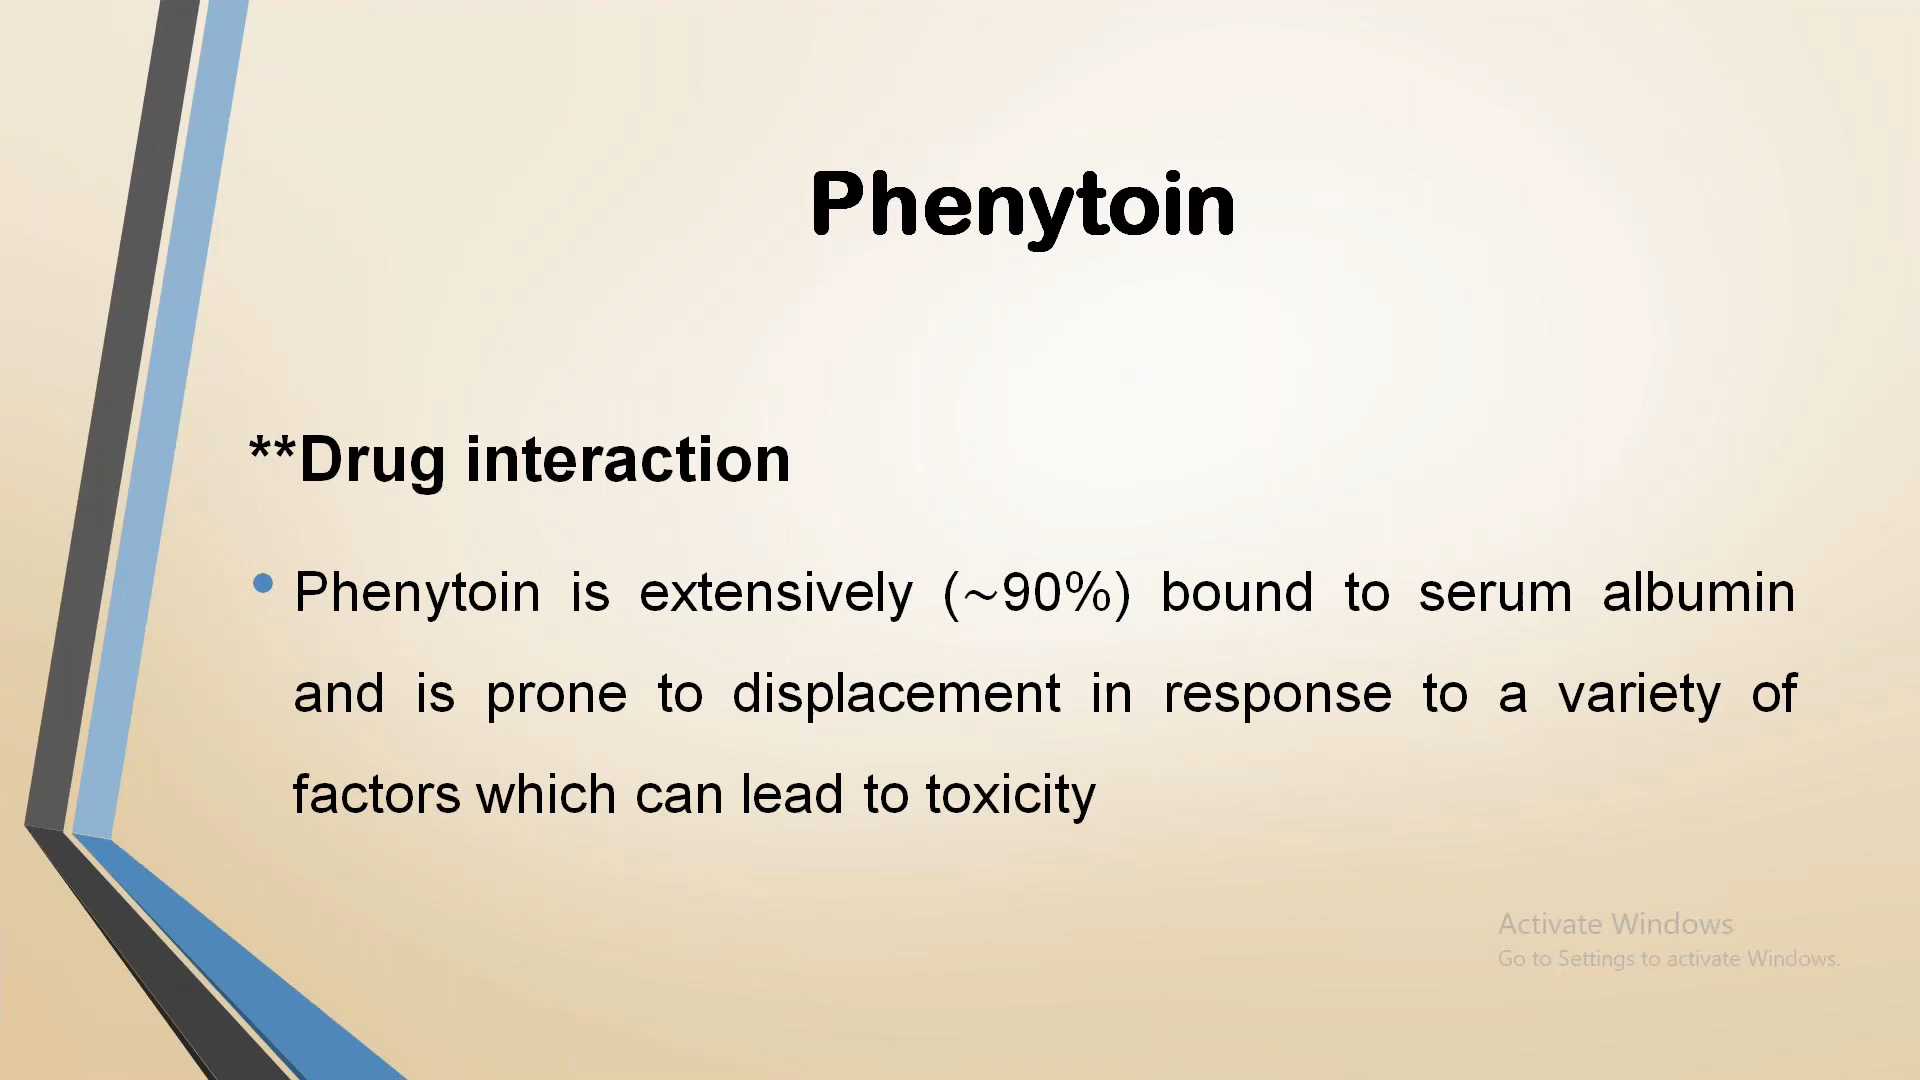 Phenytoin
**Drug interaction
• Phenytoin is extensively (~90%) bound to serum albumin
and is prone to displacement in response to a variety of
factors which can lead to toxicity
Activate Windows
Go to Settings to activate Windows.